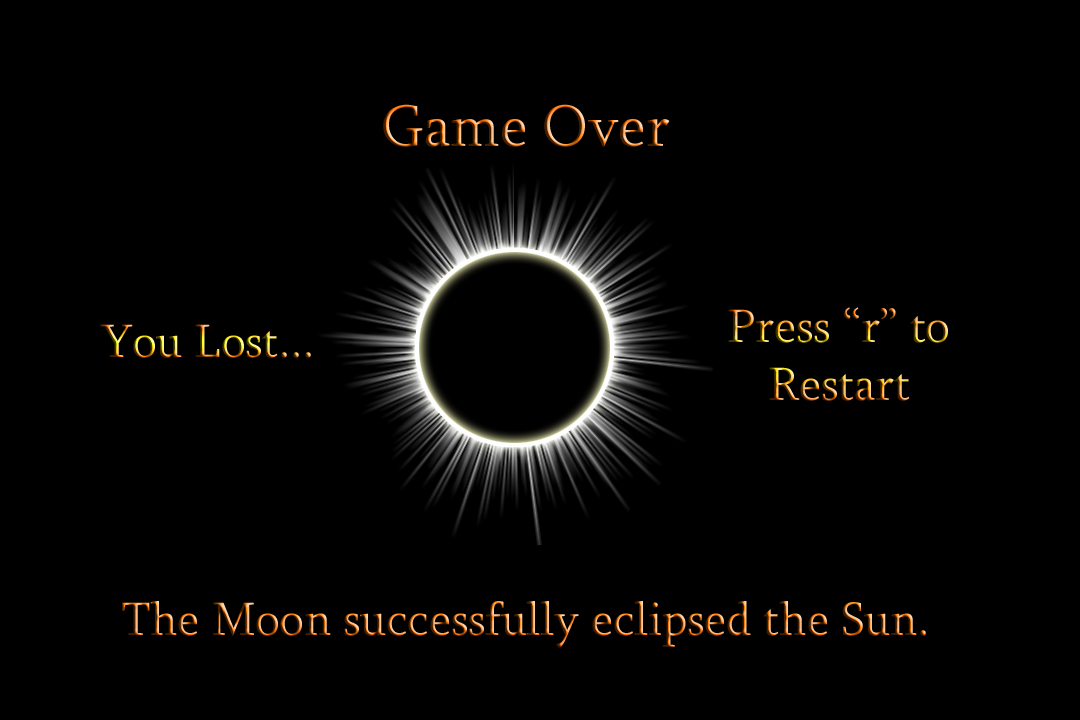 Game Over
You Lost...
Press “r” to
Restart
The Moon successfully eclipsed the Sun.